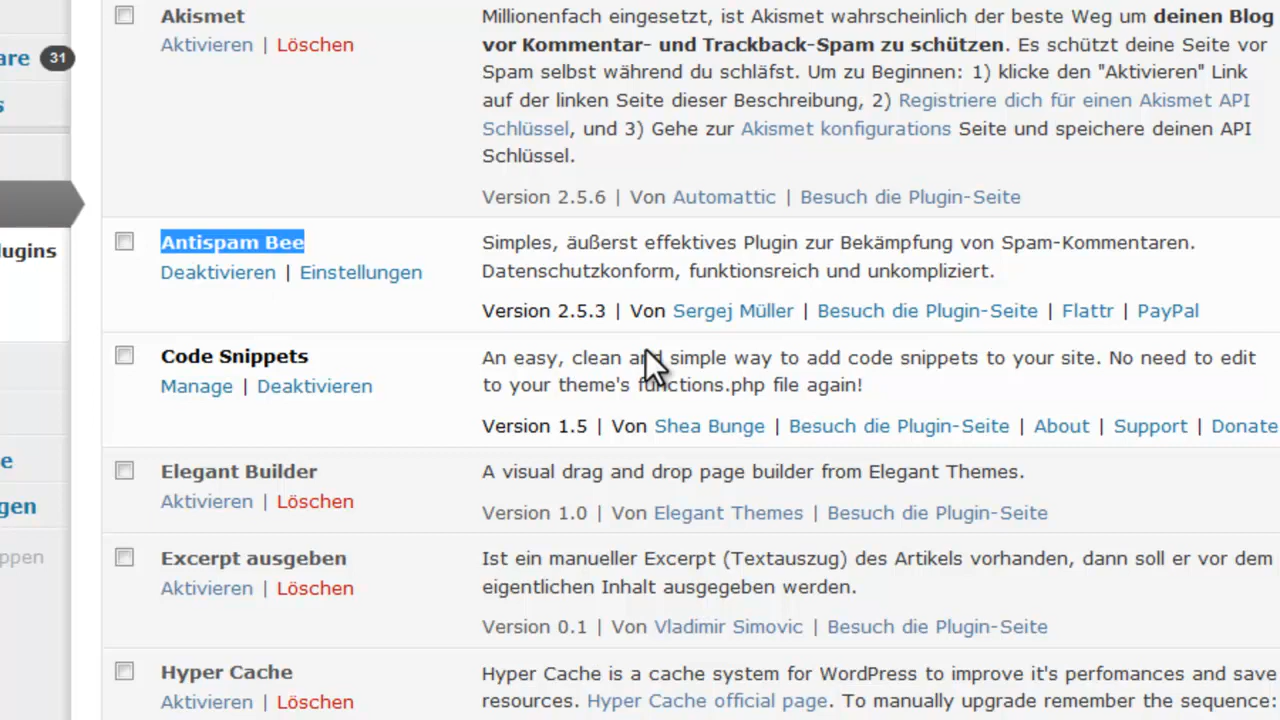 Akismet
Aktivieren | Löschen
Millionenfach eingesetzt, ist Akismet wahrscheinlich der beste Weg um deinen Blog
vor Kommentar- und Trackback-Spam zu schützen. Es schützt deine Seite vor
Spam selbst während du schläfst. Um zu Beginnen: 1) klicke den "Aktivieren" Link
auf der linken Seite dieser Beschreibung, 2) Registriere dich für einen Akismet API
Schlüssel, und 3) Gehe zur Akismet konfigurations Seite und speichere deinen API
Schlüssel.
Version 2.5.6 | Von Automattic | Besuch die Plugin-Seite
are 31
s
lugins
e
gen
ppen
Antispam Bee
Deaktivieren | Einstellungen
Simples, äußerst effektives Plugin zur Bekämpfung von Spam-Kommentaren.
Datenschutzkonform, funktionsreich und unkompliziert.
Version 2.5.3 | Von Sergej Müller | Besuch die Plugin-Seite | Flattr | PayPal
Code Snippets
Manage | Deaktivieren
An easy, clean and simple way to add code snippets to your site. No need to edit
to your theme's functions.php file again!
Version 1.5 | Von Shea Bunge | Besuch die Plugin-Seite | About | Support | Donate
Elegant Builder
Aktivieren | Löschen
A visual drag and drop page builder from Elegant Themes.
Version 1.0 | Von Elegant Themes | Besuch die Plugin-Seite
Excerpt ausgeben
Aktivieren | Löschen
Ist ein manueller Excerpt (Textauszug) des Artikels vorhanden, dann soll er vor dem
eigentlichen Inhalt ausgegeben werden.
Version 0.1 | Von Vladimir Simovic | Besuch die Plugin-Seite
Hyper Cache
Aktivieren | Löschen
Hyper Cache is a cache system for WordPress to improve it's perfomances and save
resources. Hyper Cache official page. To manually upgrade remember the sequence: